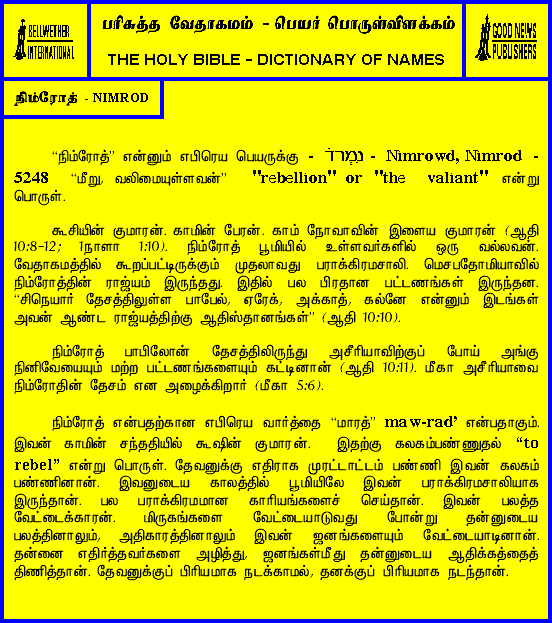 BELLWETHER
INTERNATIONAL
பரிசுத்த வேதாகமம் - பெயர் பொருள்விளக்கம்
THE HOLY BIBLE - DICTIONARY OF NAMES
GOOD NEWS
PUBLISHERS
நிம்ரோத் - NIMROD
“நிம்ரோத்” என்னும் எபிரெய பெயருக்கு - נִמְרֹד - Nimrowd, Nimrod -
5248 “மீறு, வலிமையுள்ளவன்” "rebellion" or "the valiant" என்று
பொருள்.
கூசியின் குமாரன். காமின் பேரன். காம் நோவாவின் இளைய குமாரன் (ஆதி
10:8-12; 1நாளா 1:10). நிம்ரோத் பூமியில் உள்ளவர்களில் ஒரு வல்லவன்.
வேதாகமத்தில் கூறப்பட்டிருக்கும் முதலாவது பராக்கிரமசாலி. மெசபதோமியாவில்
நிம்ரோத்தின் ராஜ்யம் இருந்தது. இதில் பல பிரதான பட்டணங்கள் இருந்தன.
“சிநெயார் தேசத்திலுள்ள பாபேல், ஏரேக், அக்காத், கல்னே என்னும் இடங்கள்
அவன் ஆண்ட ராஜ்யத்திற்கு ஆதிஸ்தானங்கள்” (ஆதி 10:10).
நிம்ரோத் பாபிலோன் தேசத்திலிருந்து அசீரியாவிற்குப் போய் அங்கு
நினிவேயையும் மற்ற பட்டணங்களையும் கட்டினான் (ஆதி 10:11). மீகா அசீரியாவை
நிம்ரோதின் தேசம் என அழைக்கிறார் (மீகா 5:6).
நிம்ரோத் என்பதற்கான எபிரெய வார்த்தை “மாரத்” maw-rad’ என்பதாகும்.
இவன் காமின் சந்ததியில் கூஷின் குமாரன். இதற்கு கலகம்பண்ணுதல் “to
rebel” என்று பொருள். தேவனுக்கு எதிராக முரட்டாட்டம் பண்ணி இவன் கலகம்
பண்ணினான். இவனுடைய காலத்தில் பூமியிலே இவன் பராக்கிரமசாலியாக
இருந்தான். பல பராக்கிரமமான காரியங்களைச் செய்தான். இவன் பலத்த
வேட்டைக்காரன். மிருகங்களை வேட்டையாடுவது போன்று தன்னுடைய
பலத்தினாலும், அதிகாரத்தினாலும் இவன் ஜனங்களையும் வேட்டையாடினான்.
தன்னை எதிர்த்தவர்களை அழித்து, ஜனங்கள்மீது தன்னுடைய ஆதிக்கத்தைத்
திணித்தான். தேவனுக்குப் பிரியமாக நடக்காமல், தனக்குப் பிரியமாக நடந்தான்.